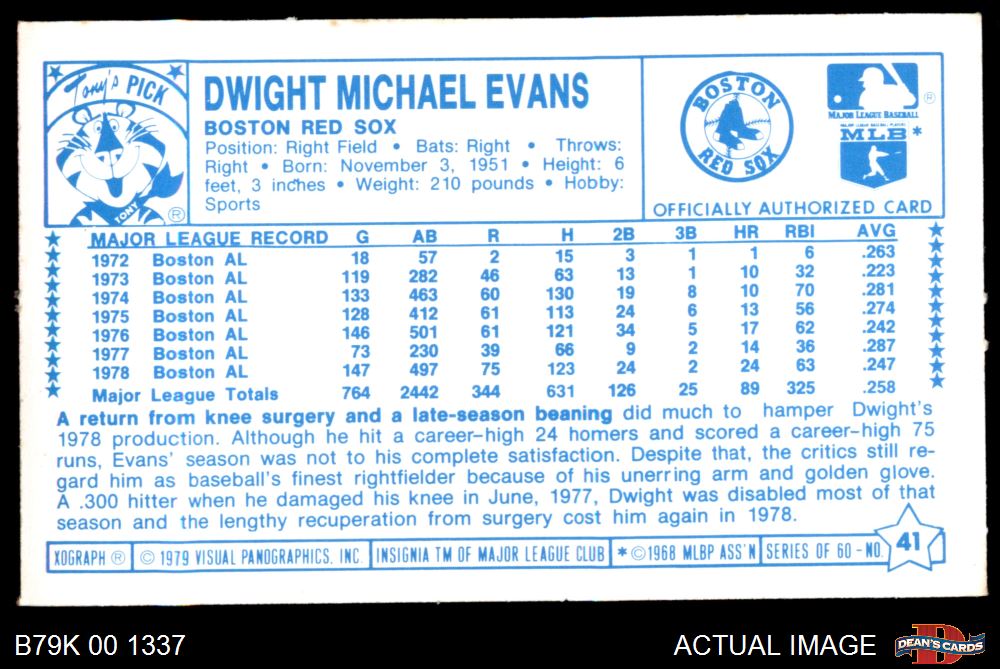 Tony's PICK
TONY ®
DWIGHT MICHAEL EVANS
BOSTON RED SOX
Position: Right Field • Bats: Right • Throws:
Right • Born: November 3, 1951 • Height: 6
feet, 3 inches • Weight: 210 pounds • Hobby:
Sports
BOSTON
RED SOX
®
MAJOR LEAGUE BASEBALL
MAJOR LEAGUE BASEBALL PLAYERS
MLB *
OFFICIALLY AUTHORIZED CARD
MAJOR LEAGUE RECORD G AB R H 2B 3B HR RBI AVG
1972 Boston AL 18 57 2 15 3 1 1 6 .263
1973 Boston AL 119 282 46 63 13 1 10 32 .223
1974 Boston AL 133 463 60 130 19 8 10 70 .281
1975 Boston AL 128 412 61 113 24 6 13 56 .274
1976 Boston AL 146 501 61 121 34 5 17 62 .242
1977 Boston AL 73 230 39 66 9 2 14 36 .287
1978 Boston AL 147 497 75 123 24 2 24 63 .247
Major League Totals 764 2442 344 631 126 25 89 325 .258
A return from knee surgery and a late-season beaning did much to hamper Dwight's
1978 production. Although he hit a career-high 24 homers and scored a career-high 75
runs, Evans' season was not to his complete satisfaction. Despite that, the critics still re-
gard him as baseball's finest rightfielder because of his unerring arm and golden glove.
A .300 hitter when he damaged his knee in June, 1977, Dwight was disabled most of that
season and the lengthy recuperation from surgery cost him again in 1978.
XOGRAPH ® © 1979 VISUAL PANOGRAPHICS, INC. INSIGNIA TM OF MAJOR LEAGUE CLUB * © 1968 MLBP ASS'N SERIES OF 60 - NO. 41
B79K 00 1337
ACTUAL IMAGE
DEAN'S CARDS